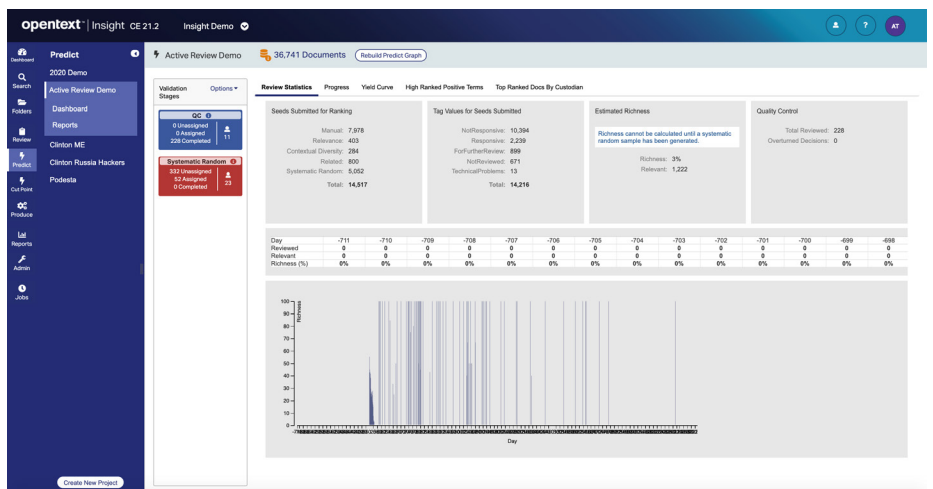 opentext™ | Insight CE 21.2 Insight Demo
? AT
Dashboard
Search
Folders
Review
Predict
Cut Point
Produce
Reports
Admin
Jobs
Predict
2020 Demo
Active Review Demo
Dashboard
Reports
Clinton ME
Clinton Russia Hackers
Podesta
Create New Project
Active Review Demo 36,741 Documents Rebuild Predict Graph
Validation Stages Options
QC
0 Unassigned
0 Assigned
228 Completed
11
Systematic Random
332 Unassigned
52 Assigned
0 Completed
23
Review Statistics Progress Yield Curve High Ranked Positive Terms Top Ranked Docs By Custodian
Seeds Submitted for Ranking
Manual: 7,978
Relevance: 403
Contextual Diversity: 284
Related: 800
Systematic Random: 5,052
Total: 14,517
Tag Values for Seeds Submitted
NotResponsive: 10,394
Responsive: 2,239
ForFurtherReview: 899
NotReviewed: 671
TechnicalProblems: 13
Total: 14,216
Estimated Richness
Richness cannot be calculated until a systematic
random sample has been generated.
Richness: 3%
Relevant: 1,222
Quality Control
Total Reviewed: 228
Overturned Decisions: 0
Day -711 -710 -709 -708 -707 -706 -705 -704 -703 -702 -701 -700 -699 -698
Reviewed 0 0 0 0 0 0 0 0 0 0 0 0 0 0
Relevant 0 0 0 0 0 0 0 0 0 0 0 0 0 0
Richness (%) 0% 0% 0% 0% 0% 0% 0% 0% 0% 0% 0% 0% 0% 0%
Richness
100
90
80
70
60
50
40
30
20
10
0
Day